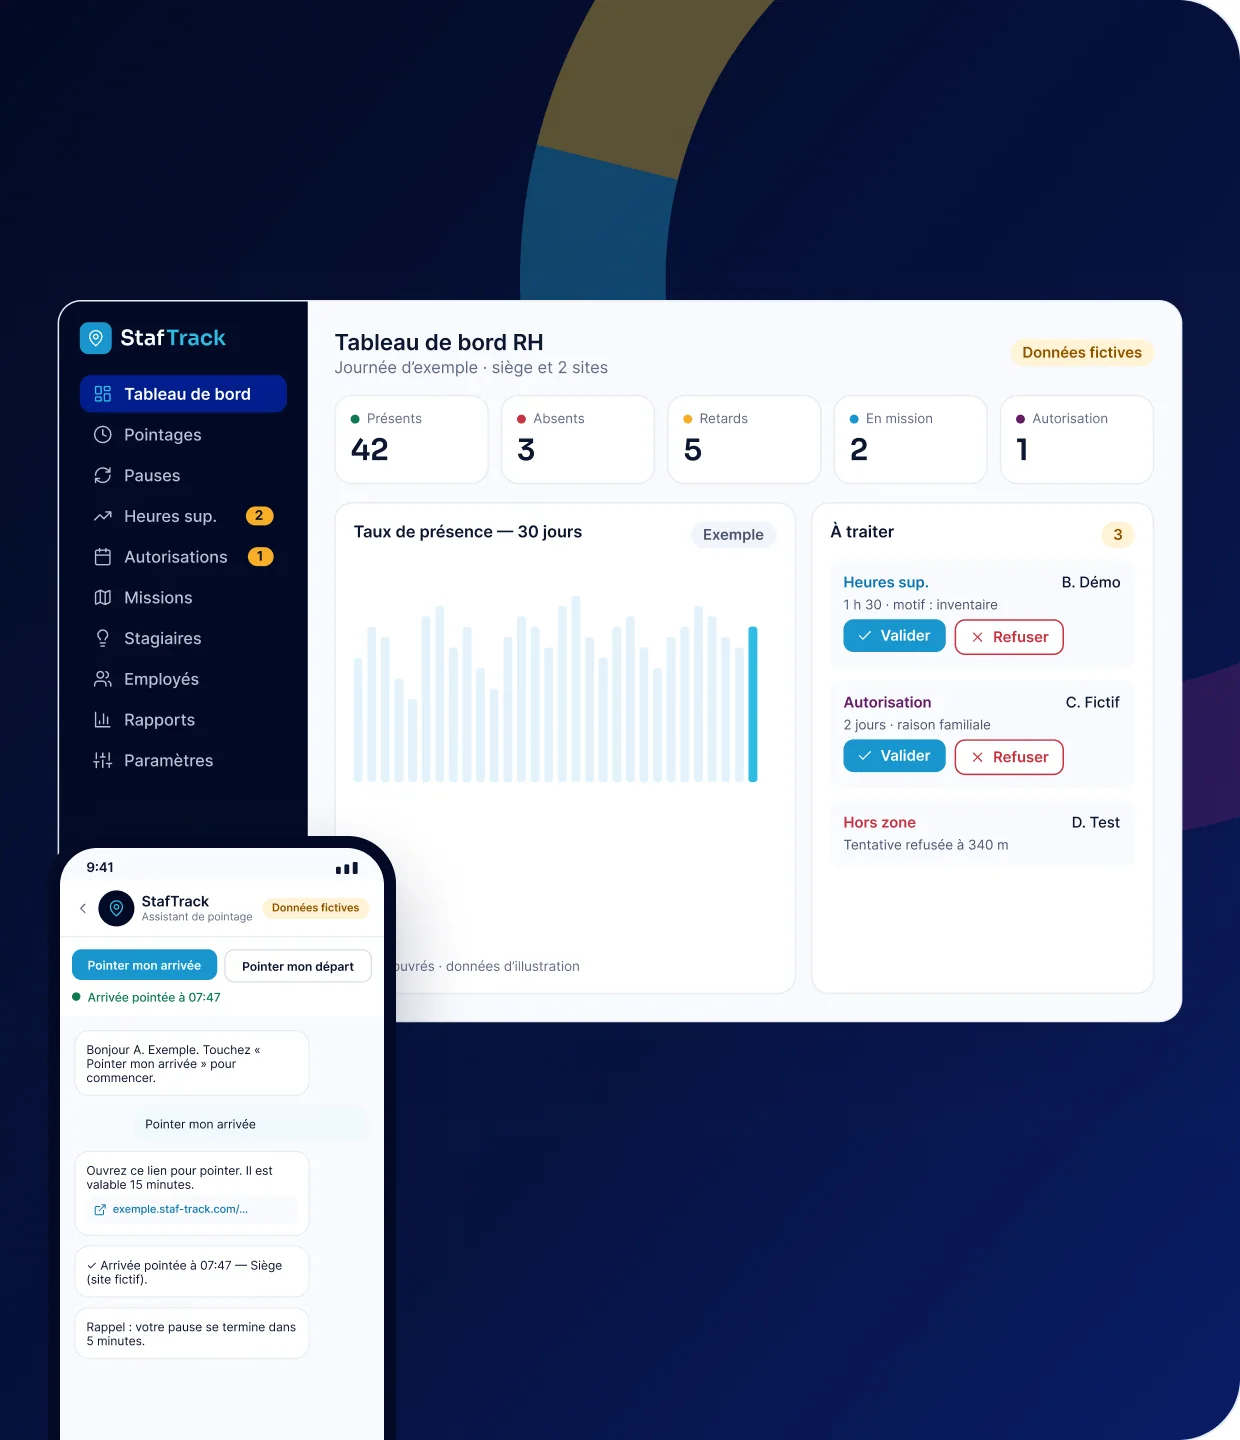 StafTrack
Tableau de bord
Pointages
Pauses
Heures sup. 2
Autorisations 1
Missions
Stagiaires
Employés
Rapports
Paramètres
Tableau de bord RH
Journée d’exemple · siège et 2 sites
Données fictives
Présents
42
Absents
3
Retards
5
En mission
2
Autorisation
1
Taux de présence — 30 jours
Exemple
ouvrés · données d’illustration
À traiter
3
Heures sup.
B. Démo
1 h 30 · motif : inventaire
Valider
Refuser
Autorisation
C. Fictif
2 jours · raison familiale
Valider
Refuser
Hors zone
D. Test
Tentative refusée à 340 m
9:41
StafTrack
Assistant de pointage
Données fictives
Pointer mon arrivée
Pointer mon départ
Arrivée pointée à 07:47
Bonjour A. Exemple. Touchez «
Pointer mon arrivée » pour
commencer.
Pointer mon arrivée
Ouvrez ce lien pour pointer. Il est
valable 15 minutes.
exemple.staf-track.com/...
✓ Arrivée pointée à 07:47 — Siège
(site fictif).
Rappel : votre pause se termine dans
5 minutes.